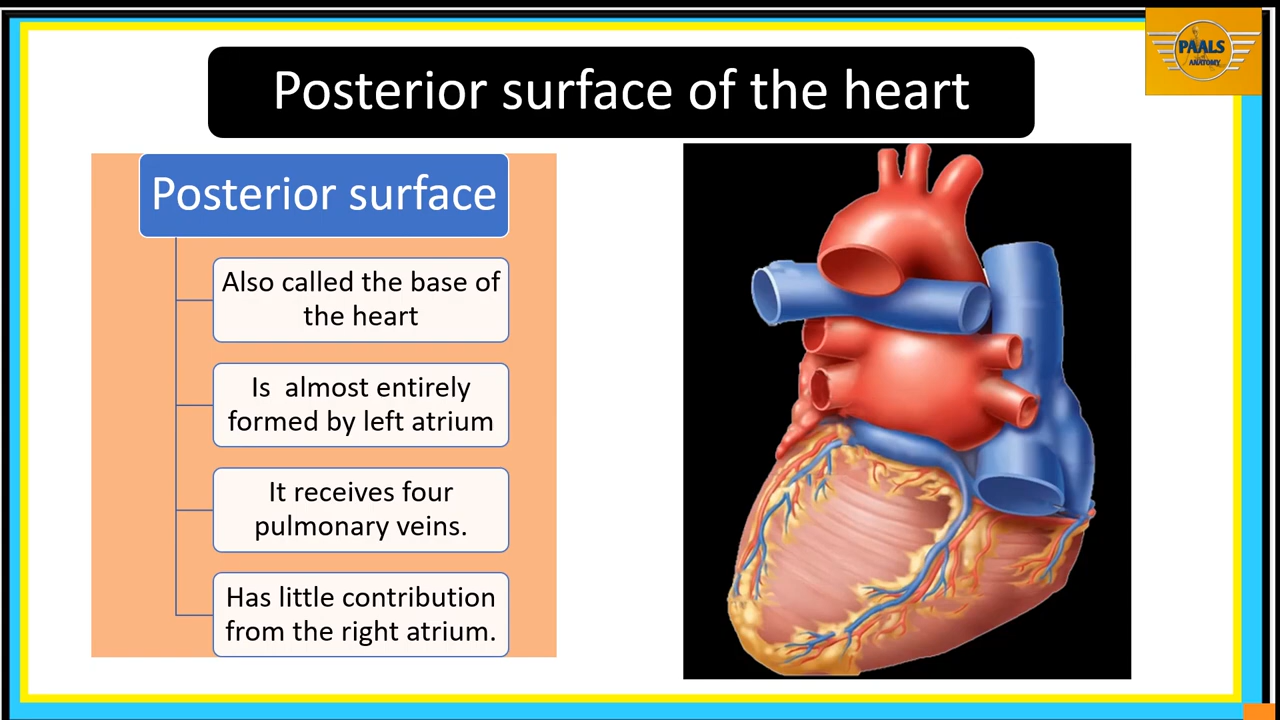 PAALS
ANATOMY
Posterior surface of the heart
Posterior surface
Also called the base of
the heart
Is almost entirely
formed by left atrium
It receives four
pulmonary veins.
Has little contribution
from the right atrium.